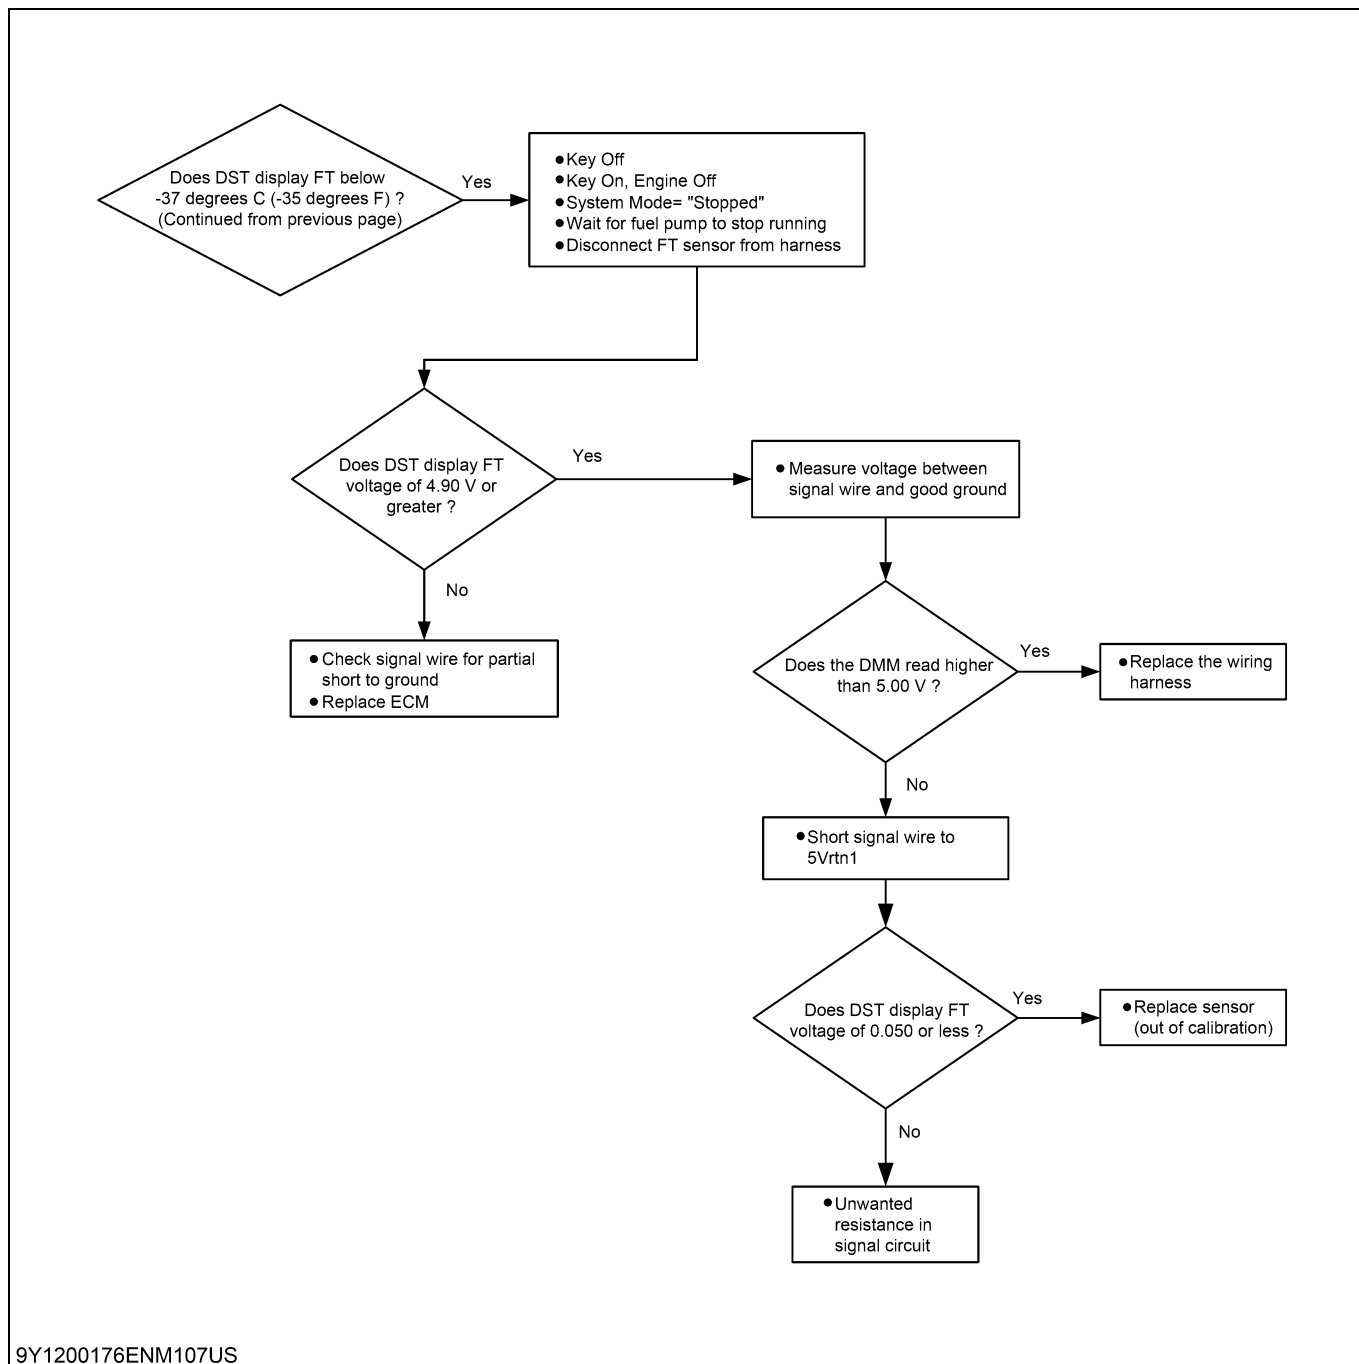 Does DST display FT below
-37 degrees C (-35 degrees F) ?
(Continued from previous page)
Yes
●Key Off
●Key On, Engine Off
●System Mode= "Stopped"
●Wait for fuel pump to stop running
●Disconnect FT sensor from harness
Does DST display FT
voltage of 4.90 V or
greater ?
Yes
● Measure voltage between
signal wire and good ground
No
● Check signal wire for partial
short to ground
● Replace ECM
Does the DMM read higher
than 5.00 V ?
Yes
●Replace the wiring
harness
No
●Short signal wire to
5Vrtn1
Does DST display FT
voltage of 0.050 or less ?
Yes
●Replace sensor
(out of calibration)
No
●Unwanted
resistance in
signal circuit
9Y1200176ENM107US